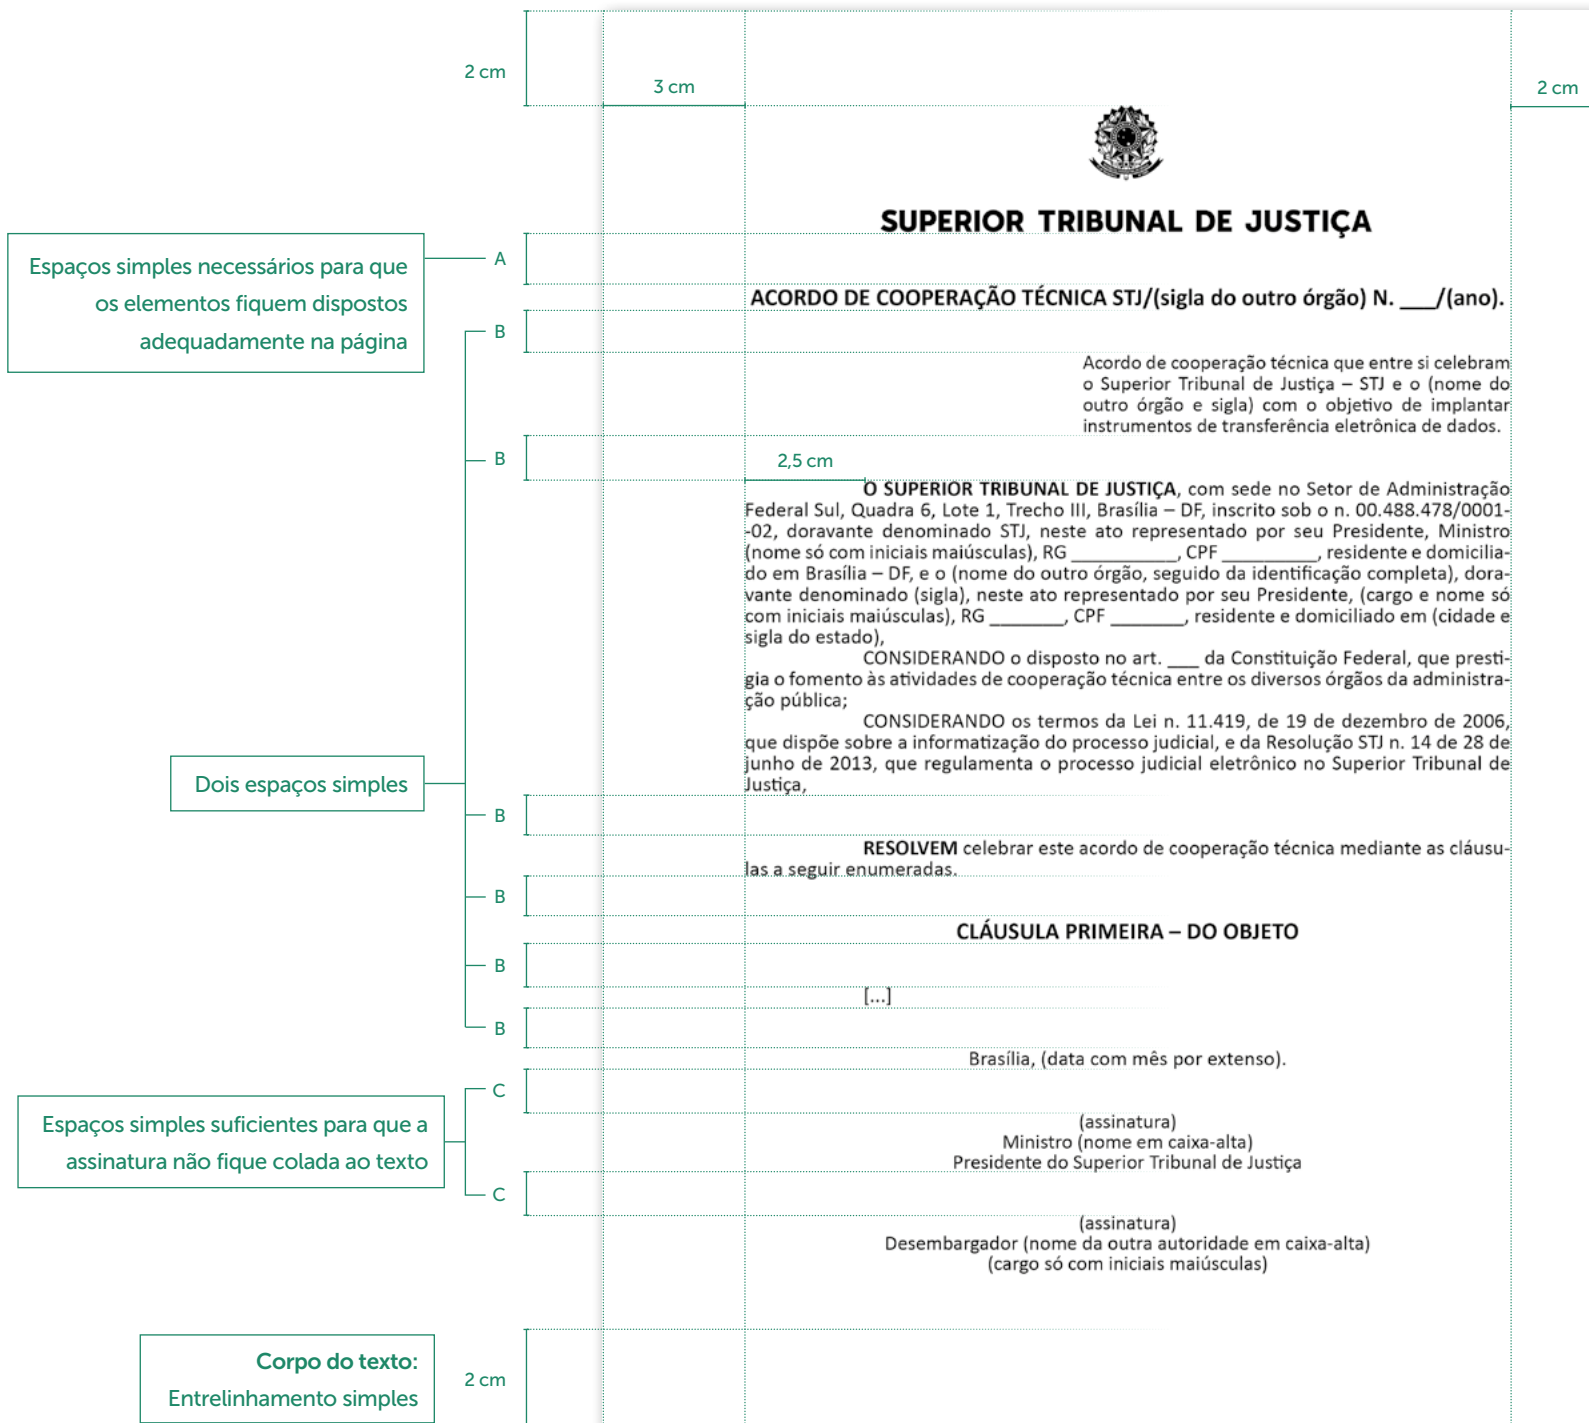 2 cm
3 cm
2 cm
SUPERIOR TRIBUNAL DE JUSTIÇA
Espaços simples necessários para que
os elementos fiquem dispostos
adequadamente na página
A
ACORDO DE COOPERAÇÃO TÉCNICA STJ/(sigla do outro órgão) N. ___/(ano).
B
Acordo de cooperação técnica que entre si celebram
o Superior Tribunal de Justiça – STJ e o (nome do
outro órgão e sigla) com o objetivo de implantar
instrumentos de transferência eletrônica de dados.
B
2,5 cm
O SUPERIOR TRIBUNAL DE JUSTIÇA, com sede no Setor de Administração
Federal Sul, Quadra 6, Lote 1, Trecho III, Brasília – DF, inscrito sob o n. 00.488.478/0001-
-02, doravante denominado STJ, neste ato representado por seu Presidente, Ministro
(nome só com iniciais maiúsculas), RG __________, CPF _________, residente e domicilia-
do em Brasília – DF, e o (nome do outro órgão, seguido da identificação completa), dora-
vante denominado (sigla), neste ato representado por seu Presidente, (cargo e nome só
com iniciais maiúsculas), RG _______, CPF _______, residente e domiciliado em (cidade e
sigla do estado),
CONSIDERANDO o disposto no art. ___ da Constituição Federal, que presti-
gia o fomento às atividades de cooperação técnica entre os diversos órgãos da administra-
ção pública;
CONSIDERANDO os termos da Lei n. 11.419, de 19 de dezembro de 2006,
que dispõe sobre a informatização do processo judicial, e da Resolução STJ n. 14 de 28 de
junho de 2013, que regulamenta o processo judicial eletrônico no Superior Tribunal de
Justiça,
Dois espaços simples
B
RESOLVEM celebrar este acordo de cooperação técnica mediante as cláusu-
las a seguir enumeradas.
B
CLÁUSULA PRIMEIRA – DO OBJETO
B
[...]
B
Brasília, (data com mês por extenso).
C
Espaços simples suficientes para que a
assinatura não fique colada ao texto
(assinatura)
Ministro (nome em caixa-alta)
Presidente do Superior Tribunal de Justiça
C
(assinatura)
Desembargador (nome da outra autoridade em caixa-alta)
(cargo só com iniciais maiúsculas)
Corpo do texto:
Entrelinhamento simples
2 cm